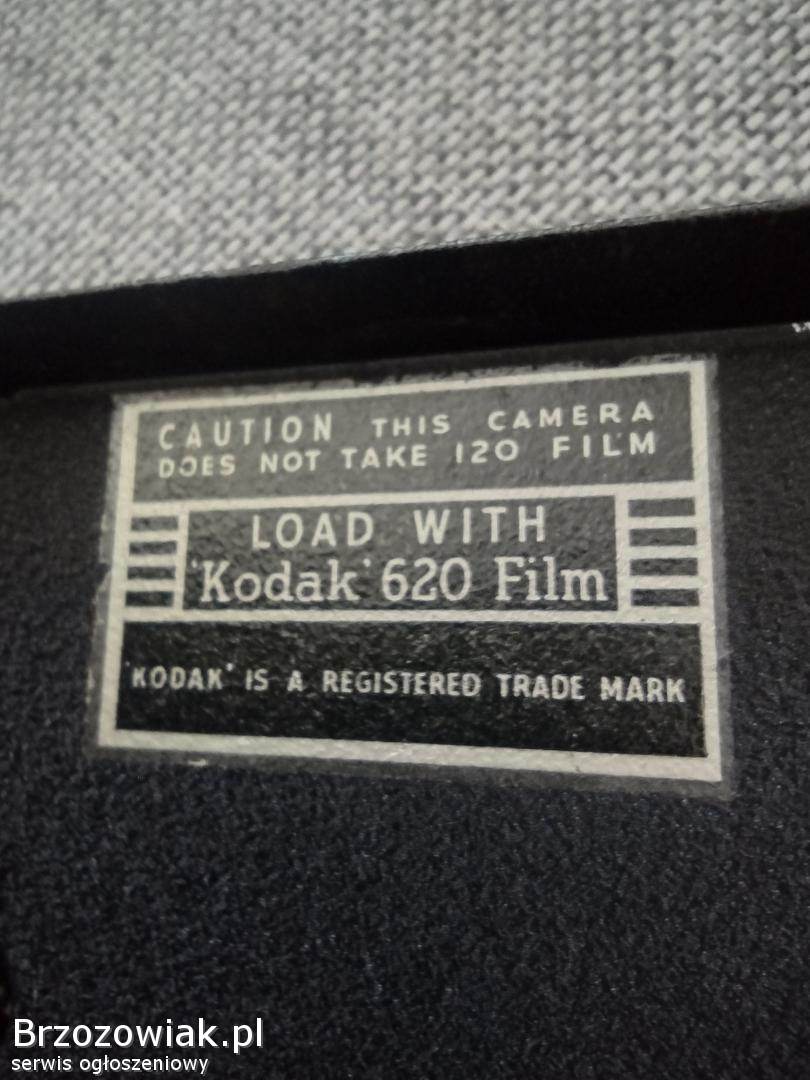 CAUTION THIS CAMERA
DOES NOT TAKE 120 FILM
LOAD WITH
'Kodak' 620 Film
'KODAK' IS A REGISTERED TRADE MARK
Brzozowiak.pl
serwis ogłoszeniowy